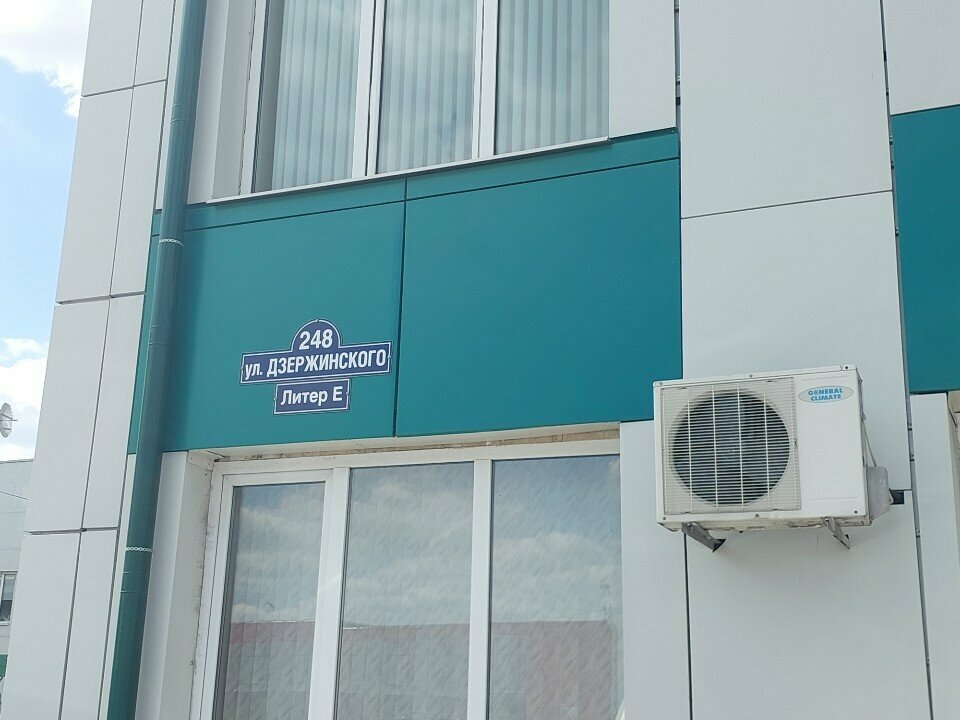 248
ул. ДЗЕРЖИНСКОГО
Литер Е
GENERAL
CLIMATE